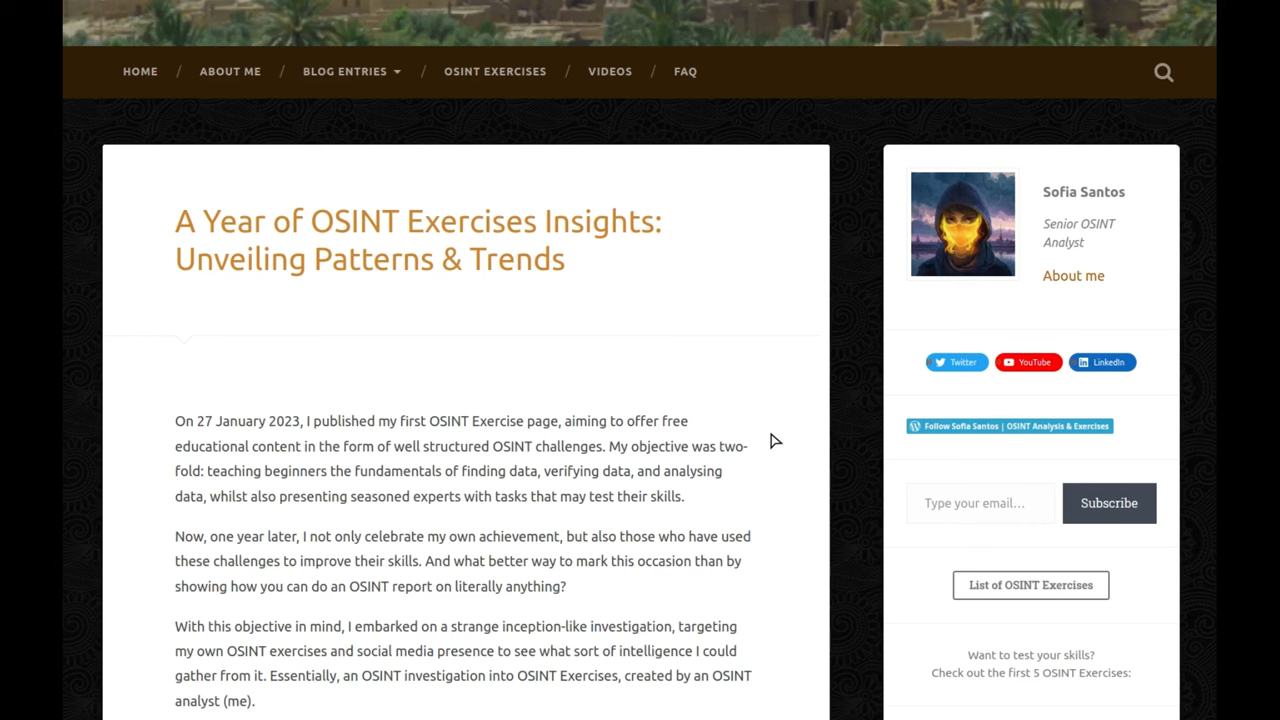 HOME / ABOUT ME / BLOG ENTRIES / OSINT EXERCISES / VIDEOS / FAQ
A Year of OSINT Exercises Insights:
Unveiling Patterns & Trends
On 27 January 2023, I published my first OSINT Exercise page, aiming to offer free
educational content in the form of well structured OSINT challenges. My objective was two-
fold: teaching beginners the fundamentals of finding data, verifying data, and analysing
data, whilst also presenting seasoned experts with tasks that may test their skills.
Now, one year later, I not only celebrate my own achievement, but also those who have used
these challenges to improve their skills. And what better way to mark this occasion than by
showing how you can do an OSINT report on literally anything?
With this objective in mind, I embarked on a strange inception-like investigation, targeting
my own OSINT exercises and social media presence to see what sort of intelligence I could
gather from it. Essentially, an OSINT investigation into OSINT Exercises, created by an OSINT
analyst (me).
Sofia Santos
Senior OSINT
Analyst
About me
Twitter
YouTube
LinkedIn
Follow Sofia Santos | OSINT Analysis & Exercises
Type your email…
Subscribe
List of OSINT Exercises
Want to test your skills?
Check out the first 5 OSINT Exercises: